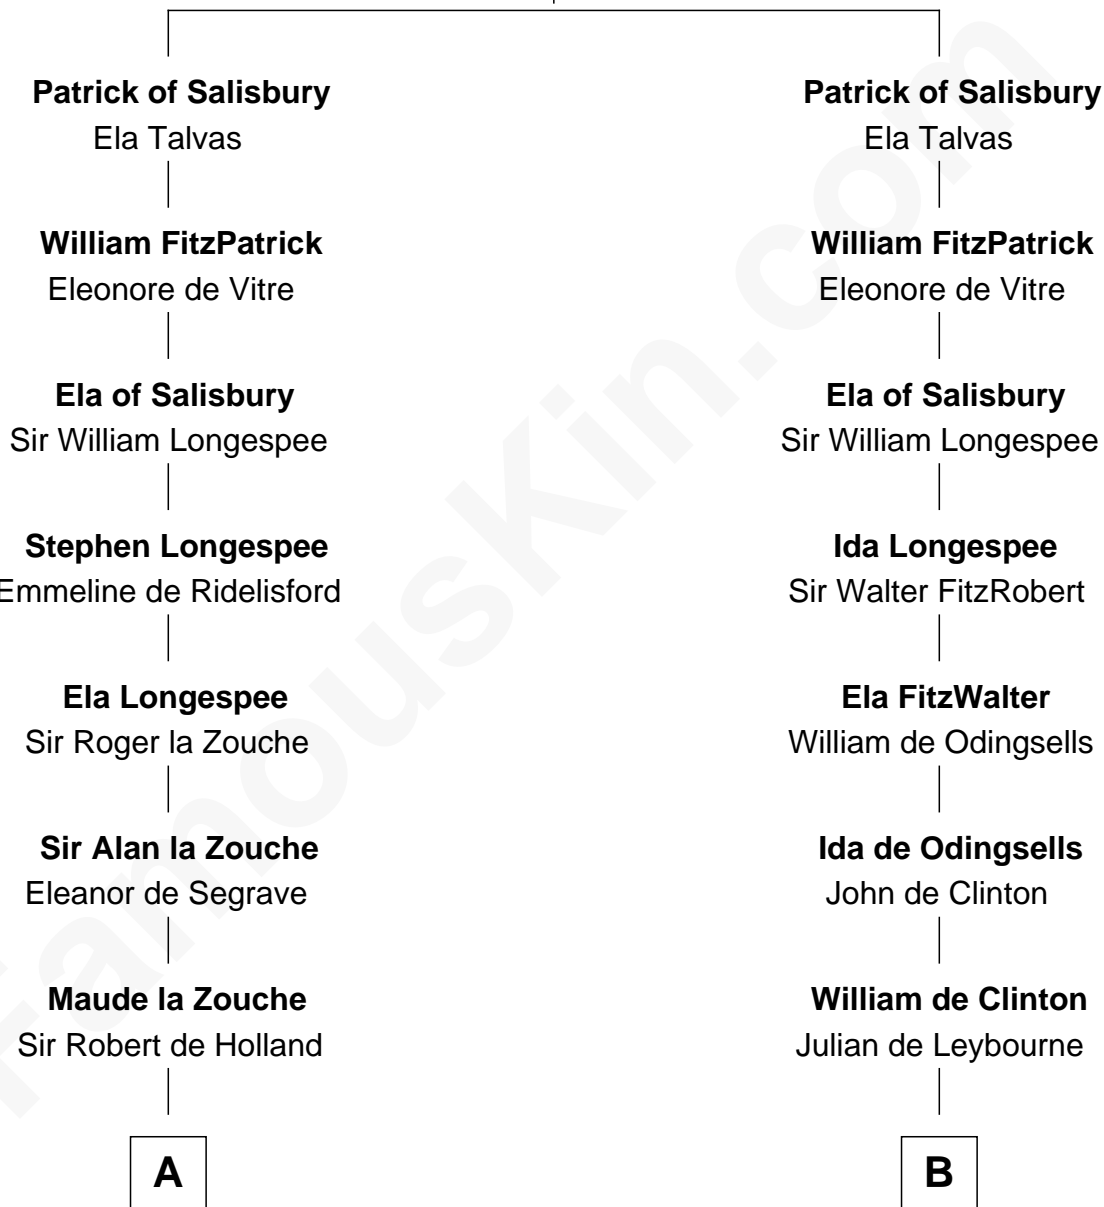 Patrick of Salisbury
Ela Talvas
William FitzPatrick
Eleonore de Vitre
Ela of Salisbury
Sir William Longespee
Stephen Longespee
Emmeline de Ridelisford
Ela Longespee
Sir Roger la Zouche
Sir Alan la Zouche
Eleanor de Segrave
Maude la Zouche
Sir Robert de Holland
A
Patrick of Salisbury
Ela Talvas
William FitzPatrick
Eleonore de Vitre
Ela of Salisbury
Sir William Longespee
Ida Longespee
Sir Walter FitzRobert
Ela FitzWalter
William de Odingsells
Ida de Odingsells
John de Clinton
William de Clinton
Julian de Leybourne
B
FamousKin.com